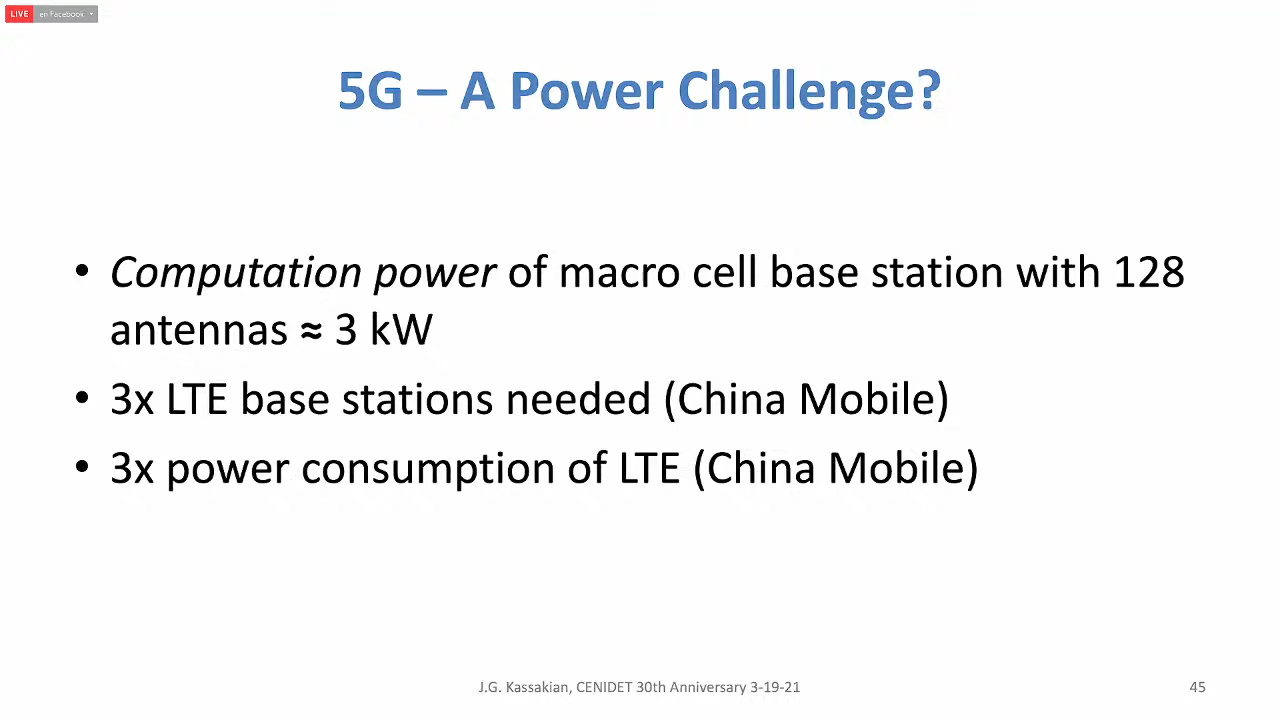 LIVE en Facebook
5G – A Power Challenge?
• Computation power of macro cell base station with 128
antennas ≈ 3 kW
• 3x LTE base stations needed (China Mobile)
• 3x power consumption of LTE (China Mobile)
J.G. Kassakian, CENIDET 30th Anniversary 3-19-21
45